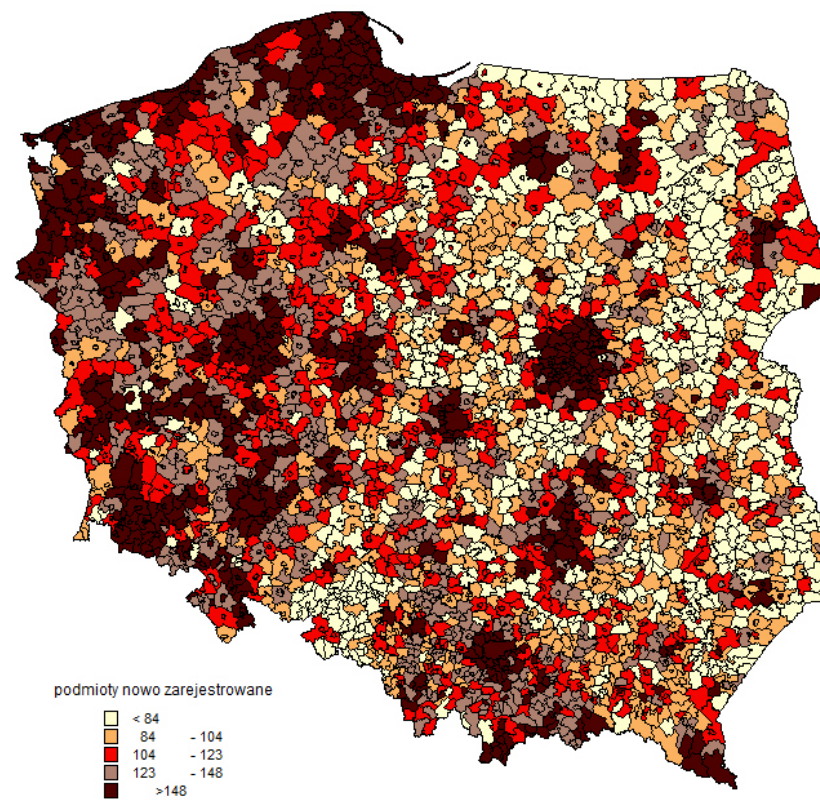 podmioty nowo zarejestrowane
< 84
84 - 104
104 - 123
123 - 148
>148